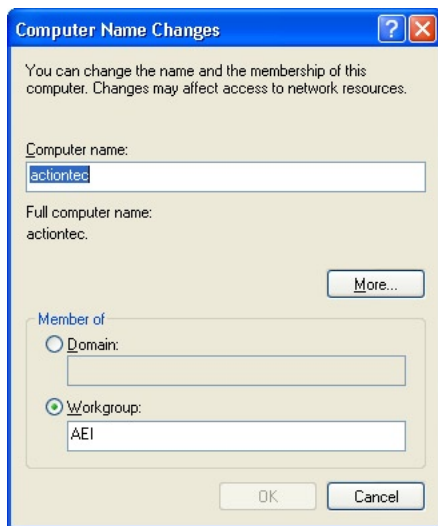 Computer Name Changes
You can change the name and the membership of this
computer. Changes may affect access to network resources.
Computer name:
actiontec
Full computer name:
actiontec.
More...
Member of
Domain:
Workgroup:
AEI
OK
Cancel